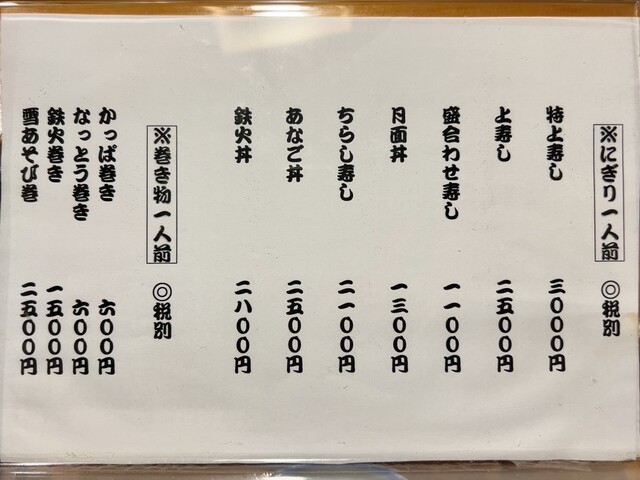 ※にぎり一人前 ◎税別
特上寿し 三〇〇〇円
上寿し 二五〇〇円
盛合わせ寿し 一一〇〇円
月面丼 一三〇〇円
ちらし寿し 二一〇〇円
あなご丼 二五〇〇円
鉄火丼 二八〇〇円
※巻き物一人前 ◎税別
かっぱ巻き 六〇〇円
なっとう巻き 六〇〇円
鉄火巻き 一五〇〇円
雪あそび巻 二五〇〇円